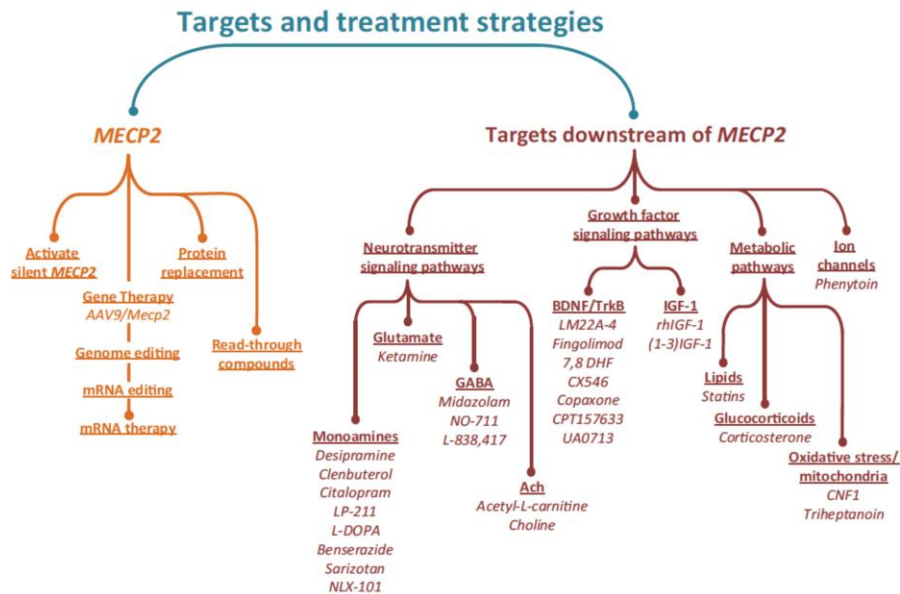 Targets and treatment strategies
MECP2
Activate
silent MECP2
Gene Therapy
AAV9/Mecp2
Genome editing
mRNA editing
mRNA therapy
Protein
replacement
Read-through
compounds
Targets downstream of MECP2
Neurotransmitter
signaling pathways
Monoamines
Desipramine
Clenbuterol
Citalopram
LP-211
L-DOPA
Benserazide
Sarizotan
NLX-101
Glutamate
Ketamine
GABA
Midazolam
NO-711
L-838,417
Ach
Acetyl-L-carnitine
Choline
Growth factor
signaling pathways
BDNF/TrkB
LM22A-4
Fingolimod
7,8 DHF
CX546
Copaxone
CPT157633
UA0713
IGF-1
rhIGF-1
(1-3)IGF-1
Metabolic
pathways
Lipids
Statins
Glucocorticoids
Corticosterone
Oxidative stress/
mitochondria
CNF1
Triheptanoin
Ion
channels
Phenytoin